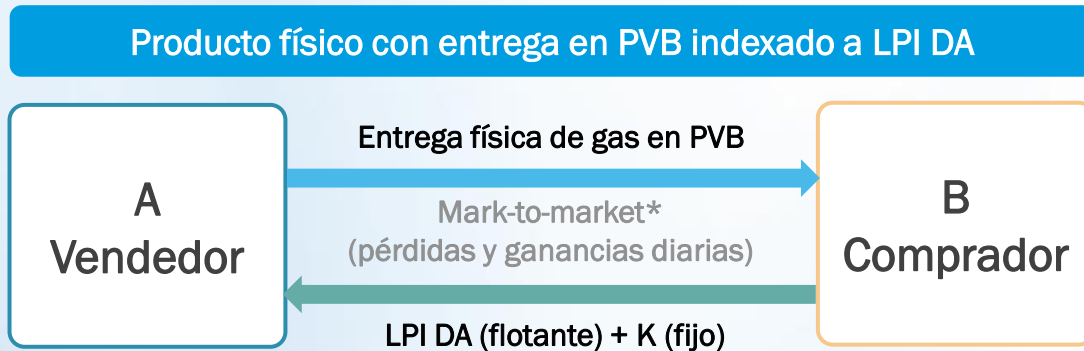 Producto físico con entrega en PVB indexado a LPI DA
A
Vendedor
Entrega física de gas en PVB
Mark-to-market*
(pérdidas y ganancias diarias)
LPI DA (flotante) + K (fijo)
B
Comprador